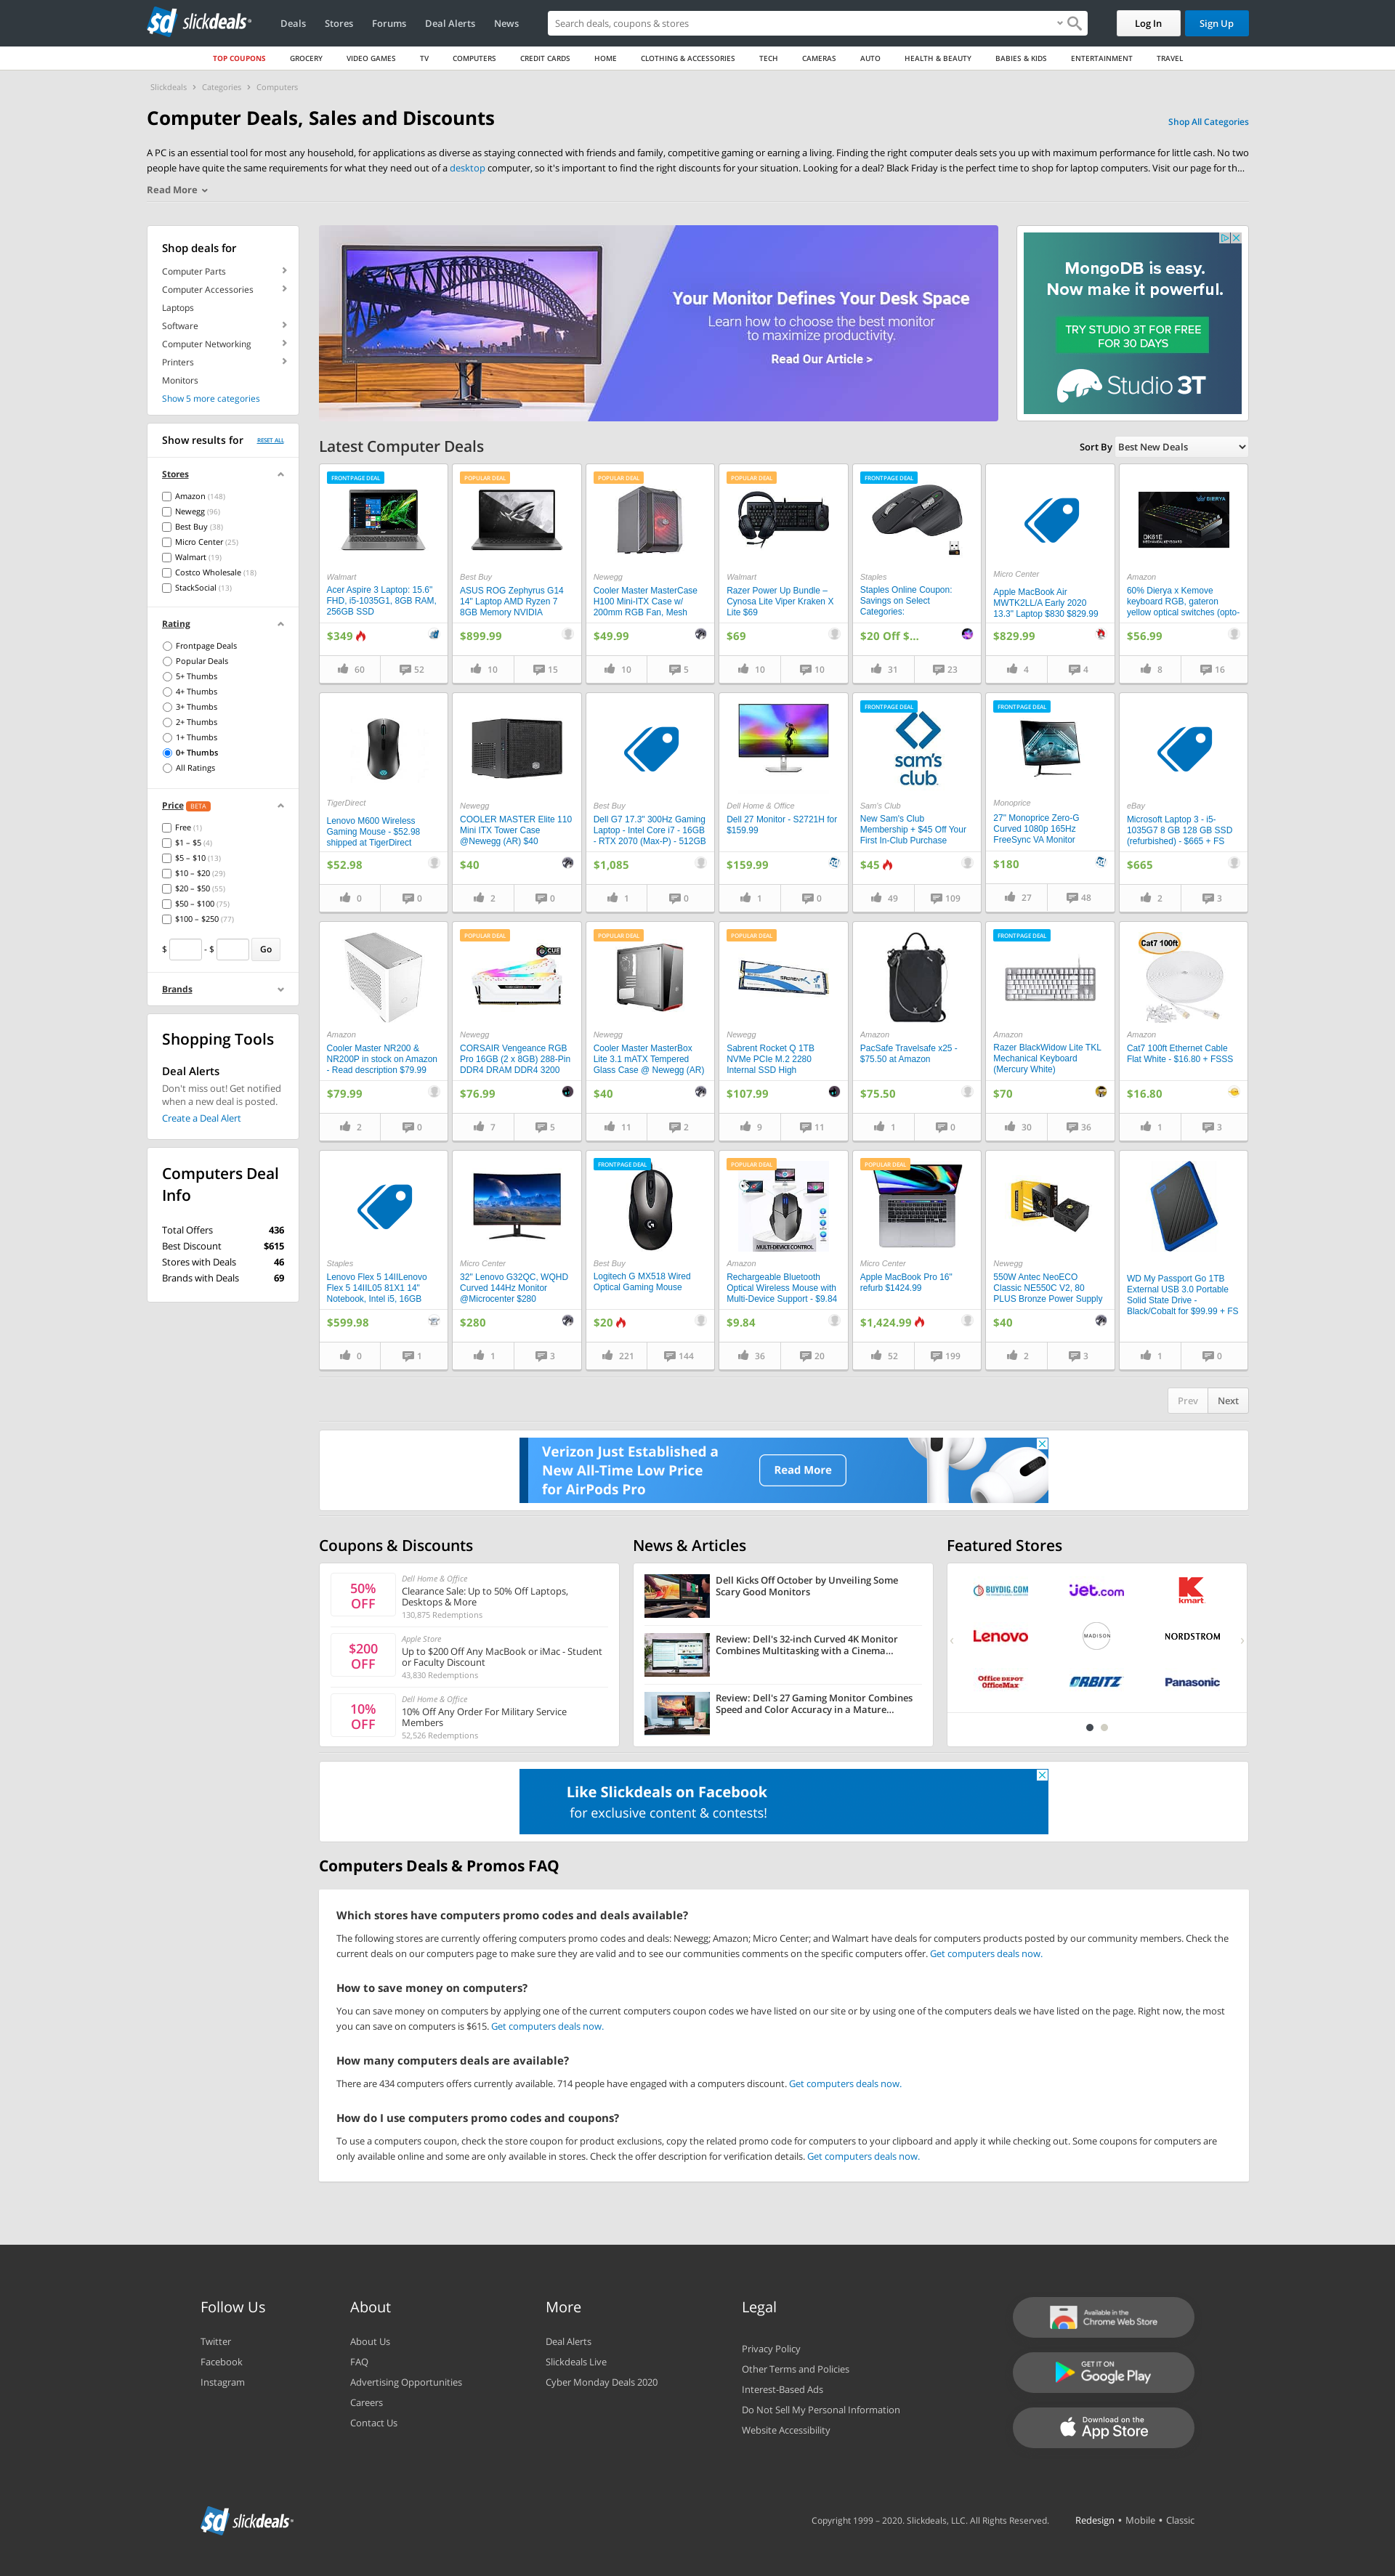 sd slickdeals
Deals Stores Forums Deal Alerts News
Search deals, coupons & stores
Log In
Sign Up
TOP COUPONS GROCERY VIDEO GAMES TV COMPUTERS CREDIT CARDS HOME CLOTHING & ACCESSORIES TECH CAMERAS AUTO HEALTH & BEAUTY BABIES & KIDS ENTERTAINMENT TRAVEL
Slickdeals › Categories › Computers
Computer Deals, Sales and Discounts
Shop All Categories
A PC is an essential tool for most any household, for applications as diverse as staying connected with friends and family, competitive gaming or earning a living. Finding the right computer deals sets you up with maximum performance for little cash. No two
people have quite the same requirements for what they need out of a desktop computer, so it's important to find the right discounts for your situation. Looking for a deal? Black Friday is the perfect time to shop for laptop computers. Visit our page for th...
Read More
Shop deals for
Computer Parts
Computer Accessories
Laptops
Software
Computer Networking
Printers
Monitors
Show 5 more categories
Show results for
RESET ALL
Stores
Amazon (148)
Newegg (96)
Best Buy (38)
Micro Center (25)
Walmart (19)
Costco Wholesale (18)
StackSocial (13)
Rating
Frontpage Deals
Popular Deals
5+ Thumbs
4+ Thumbs
3+ Thumbs
2+ Thumbs
1+ Thumbs
0+ Thumbs
All Ratings
Price BETA
Free (1)
$1 – $5 (4)
$5 – $10 (13)
$10 – $20 (29)
$20 – $50 (55)
$50 – $100 (75)
$100 – $250 (77)
$ - $ Go
Brands
Shopping Tools
Deal Alerts
Don't miss out! Get notified
when a new deal is posted.
Create a Deal Alert
Computers Deal
Info
Total Offers 436
Best Discount $615
Stores with Deals 46
Brands with Deals 69
Your Monitor Defines Your Desk Space
Learn how to choose the best monitor
to maximize productivity.
Read Our Article >
MongoDB is easy.
Now make it powerful.
TRY STUDIO 3T FOR FREE
FOR 30 DAYS
Studio 3T
Latest Computer Deals
Sort By Best New Deals
FRONTPAGE DEAL
Walmart
Acer Aspire 3 Laptop: 15.6"
FHD, i5-1035G1, 8GB RAM,
256GB SSD
$349
60 52
POPULAR DEAL
Best Buy
ASUS ROG Zephyrus G14
14" Laptop AMD Ryzen 7
8GB Memory NVIDIA
$899.99
10 15
POPULAR DEAL
Newegg
Cooler Master MasterCase
H100 Mini-ITX Case w/
200mm RGB Fan, Mesh
$49.99
10 5
POPULAR DEAL
Walmart
Razer Power Up Bundle –
Cynosa Lite Viper Kraken X
Lite $69
$69
10 10
FRONTPAGE DEAL
Staples
Staples Online Coupon:
Savings on Select
Categories:
$20 Off $...
31 23
Micro Center
Apple MacBook Air
MWTK2LL/A Early 2020
13.3" Laptop $830 $829.99
$829.99
4 4
DIERYA
DK61E
MECHANICAL KEYBOARD
Amazon
60% Dierya x Kemove
keyboard RGB, gateron
yellow optical switches (opto-
$56.99
8 16
TigerDirect
Lenovo M600 Wireless
Gaming Mouse - $52.98
shipped at TigerDirect
$52.98
0 0
Newegg
COOLER MASTER Elite 110
Mini ITX Tower Case
@Newegg (AR) $40
$40
2 0
Best Buy
Dell G7 17.3" 300Hz Gaming
Laptop - Intel Core i7 - 16GB
- RTX 2070 (Max-P) - 512GB
$1,085
1 0
Dell Home & Office
Dell 27 Monitor - S2721H for
$159.99
$159.99
1 0
FRONTPAGE DEAL
sam's
club
Sam's Club
New Sam's Club
Membership + $45 Off Your
First In-Club Purchase
$45
49 109
FRONTPAGE DEAL
Monoprice
27" Monoprice Zero-G
Curved 1080p 165Hz
FreeSync VA Monitor
$180
27 48
eBay
Microsoft Laptop 3 - i5-
1035G7 8 GB 128 GB SSD
(refurbished) - $665 + FS
$665
2 3
Amazon
Cooler Master NR200 &
NR200P in stock on Amazon
- Read description $79.99
$79.99
2 0
POPULAR DEAL
iCUE
Newegg
CORSAIR Vengeance RGB
Pro 16GB (2 x 8GB) 288-Pin
DDR4 DRAM DDR4 3200
$76.99
7 5
POPULAR DEAL
Newegg
Cooler Master MasterBox
Lite 3.1 mATX Tempered
Glass Case @ Newegg (AR)
$40
11 2
POPULAR DEAL
SABRENT
Newegg
Sabrent Rocket Q 1TB
NVMe PCIe M.2 2280
Internal SSD High
$107.99
9 11
Amazon
PacSafe Travelsafe x25 -
$75.50 at Amazon
$75.50
1 0
FRONTPAGE DEAL
Amazon
Razer BlackWidow Lite TKL
Mechanical Keyboard
(Mercury White)
$70
30 36
Cat7 100ft
Amazon
Cat7 100ft Ethernet Cable
Flat White - $16.80 + FSSS
$16.80
1 3
Staples
Lenovo Flex 5 14IILenovo
Flex 5 14IIL05 81X1 14"
Notebook, Intel i5, 16GB
$599.98
0 1
Micro Center
32" Lenovo G32QC, WQHD
Curved 144Hz Monitor
@Microcenter $280
$280
1 3
FRONTPAGE DEAL
Best Buy
Logitech G MX518 Wired
Optical Gaming Mouse
$20
221 144
POPULAR DEAL
MULTI-DEVICE CONTROL
Amazon
Rechargeable Bluetooth
Optical Wireless Mouse with
Multi-Device Support - $9.84
$9.84
36 20
POPULAR DEAL
Micro Center
Apple MacBook Pro 16"
refurb $1424.99
$1,424.99
52 199
Newegg
550W Antec NeoECO
Classic NE550C V2, 80
PLUS Bronze Power Supply
$40
2 3
WD My Passport Go 1TB
External USB 3.0 Portable
Solid State Drive -
Black/Cobalt for $99.99 + FS
1 0
Prev Next
Verizon Just Established a
New All-Time Low Price
for AirPods Pro
Read More
Coupons & Discounts
50%
OFF
Dell Home & Office
Clearance Sale: Up to 50% Off Laptops,
Desktops & More
130,875 Redemptions
$200
OFF
Apple Store
Up to $200 Off Any MacBook or iMac - Student
or Faculty Discount
43,830 Redemptions
10%
OFF
Dell Home & Office
10% Off Any Order For Military Service
Members
52,526 Redemptions
News & Articles
Dell Kicks Off October by Unveiling Some
Scary Good Monitors
Review: Dell's 32-inch Curved 4K Monitor
Combines Multitasking with a Cinema...
Review: Dell's 27 Gaming Monitor Combines
Speed and Color Accuracy in a Mature...
Featured Stores
BUYDIG.COM
jet.com
kmart
Lenovo
MADISON
NORDSTROM
Office DEPOT
OfficeMax
ORBITZ
Panasonic
Like Slickdeals on Facebook
for exclusive content & contests!
Computers Deals & Promos FAQ
Which stores have computers promo codes and deals available?
The following stores are currently offering computers promo codes and deals: Newegg; Amazon; Micro Center; and Walmart have deals for computers products posted by our community members. Check the
current deals on our computers page to make sure they are valid and to see our communities comments on the specific computers offer. Get computers deals now.
How to save money on computers?
You can save money on computers by applying one of the current computers coupon codes we have listed on our site or by using one of the computers deals we have listed on the page. Right now, the most
you can save on computers is $615. Get computers deals now.
How many computers deals are available?
There are 434 computers offers currently available. 714 people have engaged with a computers discount. Get computers deals now.
How do I use computers promo codes and coupons?
To use a computers coupon, check the store coupon for product exclusions, copy the related promo code for computers to your clipboard and apply it while checking out. Some coupons for computers are
only available online and some are only available in stores. Check the offer description for verification details. Get computers deals now.
Follow Us
Twitter
Facebook
Instagram
About
About Us
FAQ
Advertising Opportunities
Careers
Contact Us
More
Deal Alerts
Slickdeals Live
Cyber Monday Deals 2020
Legal
Privacy Policy
Other Terms and Policies
Interest-Based Ads
Do Not Sell My Personal Information
Website Accessibility
Available in the
Chrome Web Store
GET IT ON
Google Play
Download on the
App Store
sd slickdeals
Copyright 1999 – 2020. Slickdeals, LLC. All Rights Reserved.
Redesign • Mobile • Classic